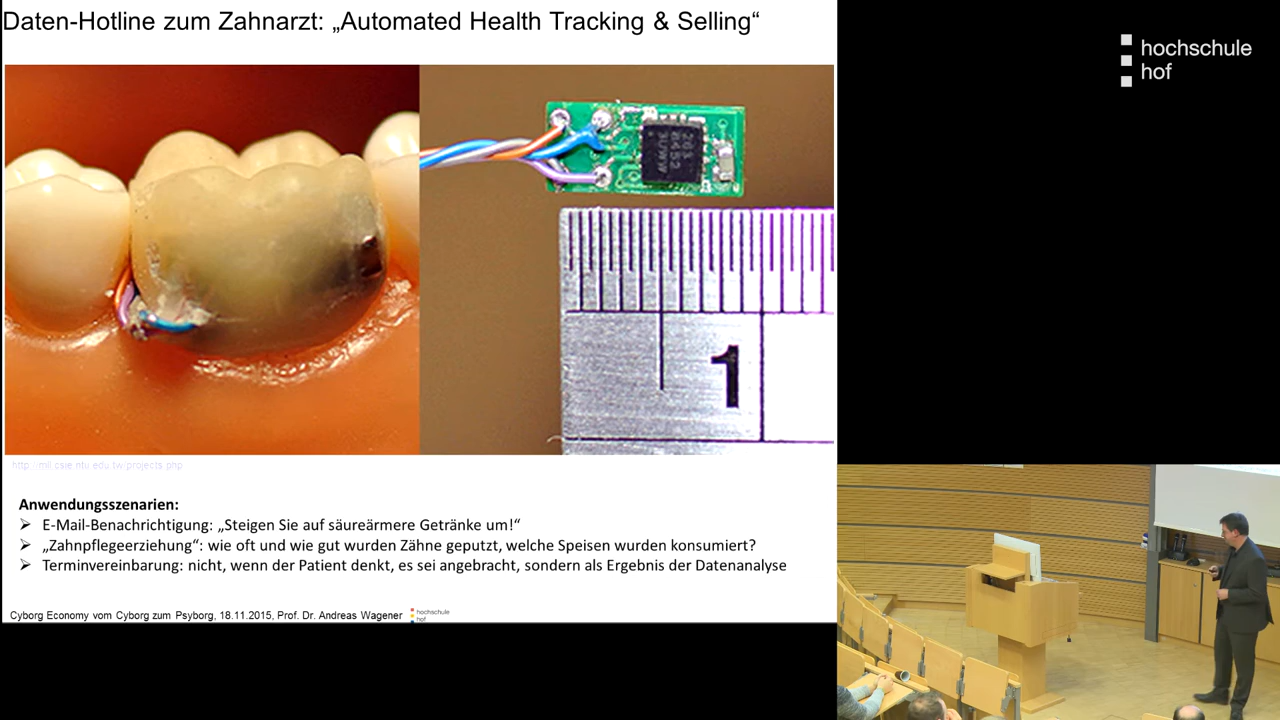 Daten-Hotline zum Zahnarzt: „Automated Health Tracking & Selling“
hochschule
hof
1
http://mll.csie.ntu.edu.tw/projects.php
Anwendungsszenarien:
E-Mail-Benachrichtigung: „Steigen Sie auf säureärmere Getränke um!“
„Zahnpflegeerziehung“: wie oft und wie gut wurden Zähne geputzt, welche Speisen wurden konsumiert?
Terminvereinbarung: nicht, wenn der Patient denkt, es sei angebracht, sondern als Ergebnis der Datenanalyse
Cyborg Economy vom Cyborg zum Psyborg, 18.11.2015, Prof. Dr. Andreas Wagener
hochschule
hof